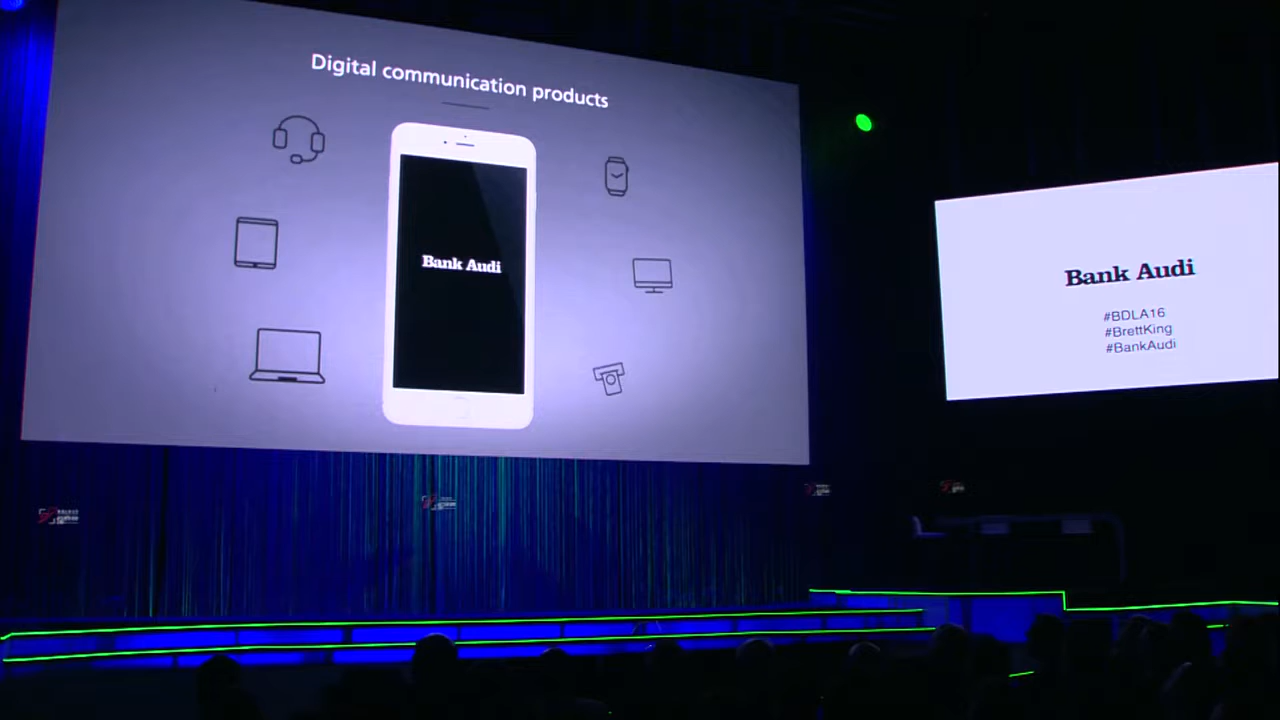 Digital communication products
Bank Audi
Bank Audi
#BDLA16
#BrettKing
#BankAudi